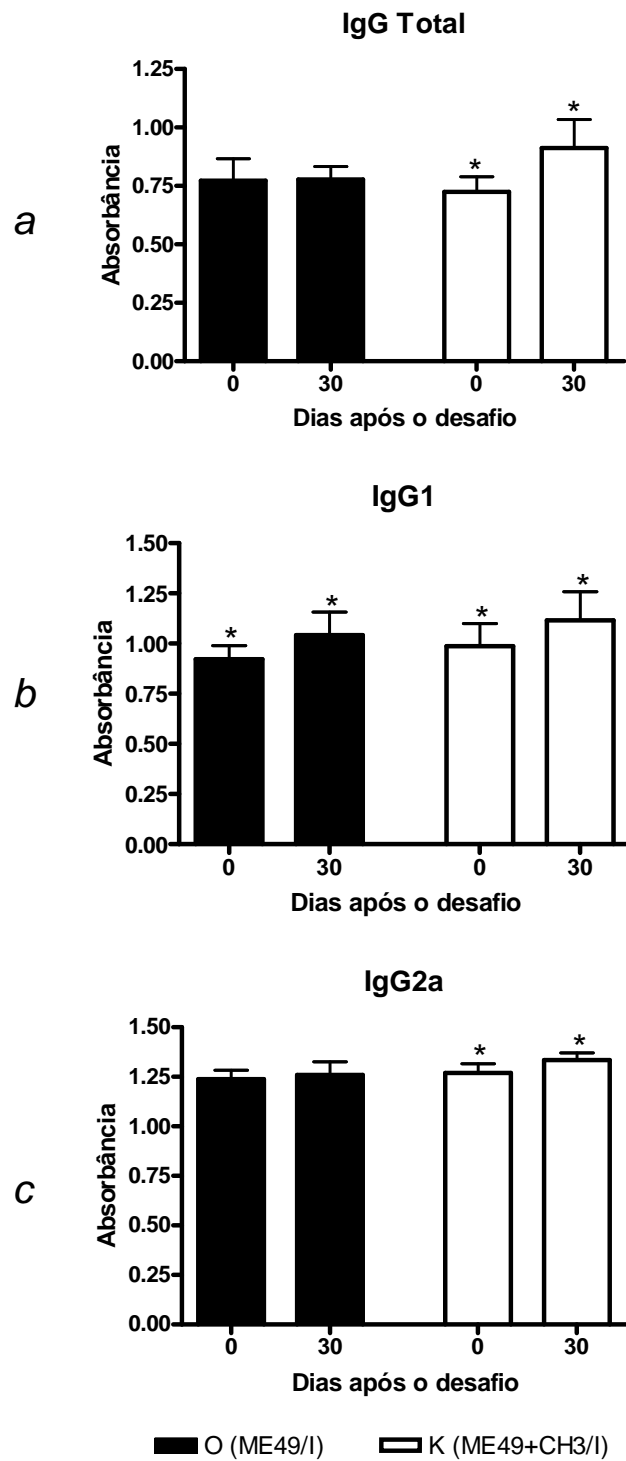 IgG Total
a
Absorbância
1.25
1.00
0.75
0.50
0.25
0.00
* *
0 30 0 30
Dias após o desafio
IgG1
b
Absorbância
1.50
1.25
1.00
0.75
0.50
0.25
0.00
* * * *
0 30 0 30
Dias após o desafio
IgG2a
c
Absorbância
1.50
1.25
1.00
0.75
0.50
0.25
0.00
* *
0 30 0 30
Dias após o desafio
O (ME49/I) K (ME49+CH3/I)